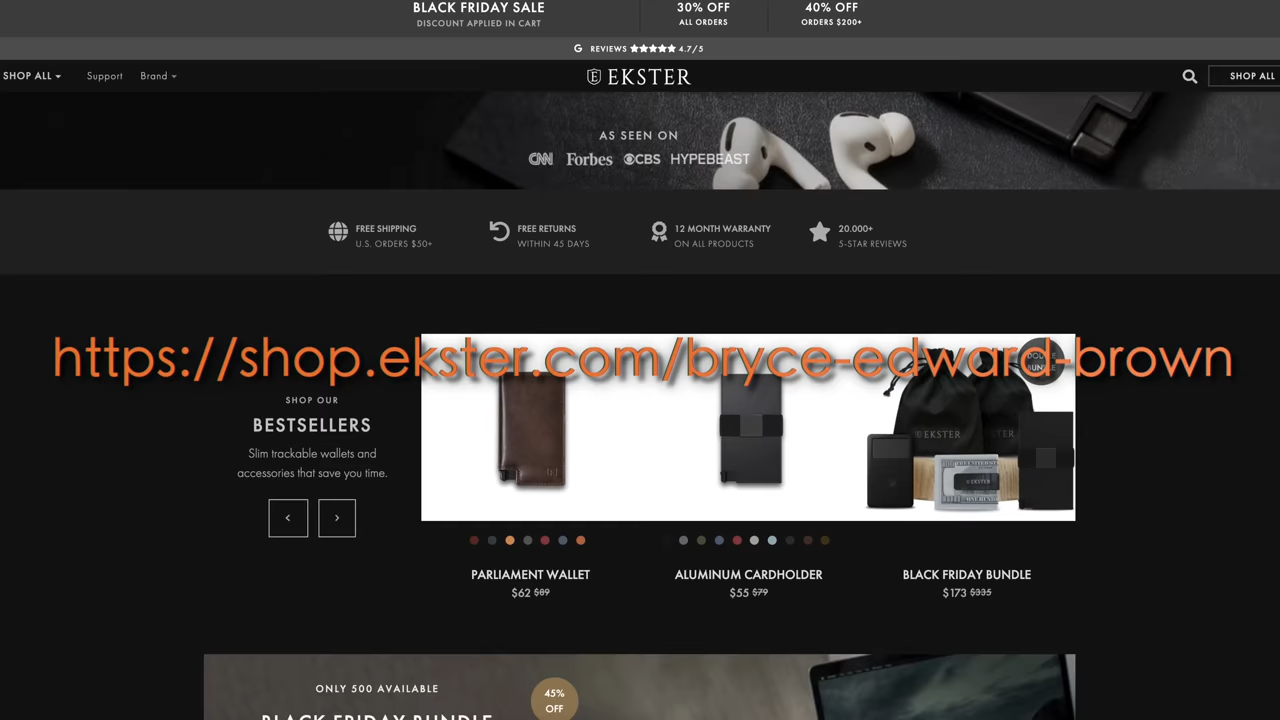 BLACK FRIDAY SALE
DISCOUNT APPLIED IN CART
30% OFF
ALL ORDERS
40% OFF
ORDERS $200+
G REVIEWS ★★★★★ 4.7/5
SHOP ALL
Support
Brand
EKSTER
SHOP ALL
AS SEEN ON
CNN Forbes CBS HYPEBEAST
FREE SHIPPING
U.S. ORDERS $50+
FREE RETURNS
WITHIN 45 DAYS
12 MONTH WARRANTY
ON ALL PRODUCTS
20.000+
5-STAR REVIEWS
https://shop.ekster.com/bryce-edward-brown
DOUBLE
BUNDLE
SHOP OUR
BESTSELLERS
Slim trackable wallets and
accessories that save you time.
EKSTER
EKSTER
PARLIAMENT WALLET
$62 $89
ALUMINUM CARDHOLDER
$55 $79
BLACK FRIDAY BUNDLE
$173 $335
ONLY 500 AVAILABLE
BLACK FRIDAY BUNDLE
45%
OFF